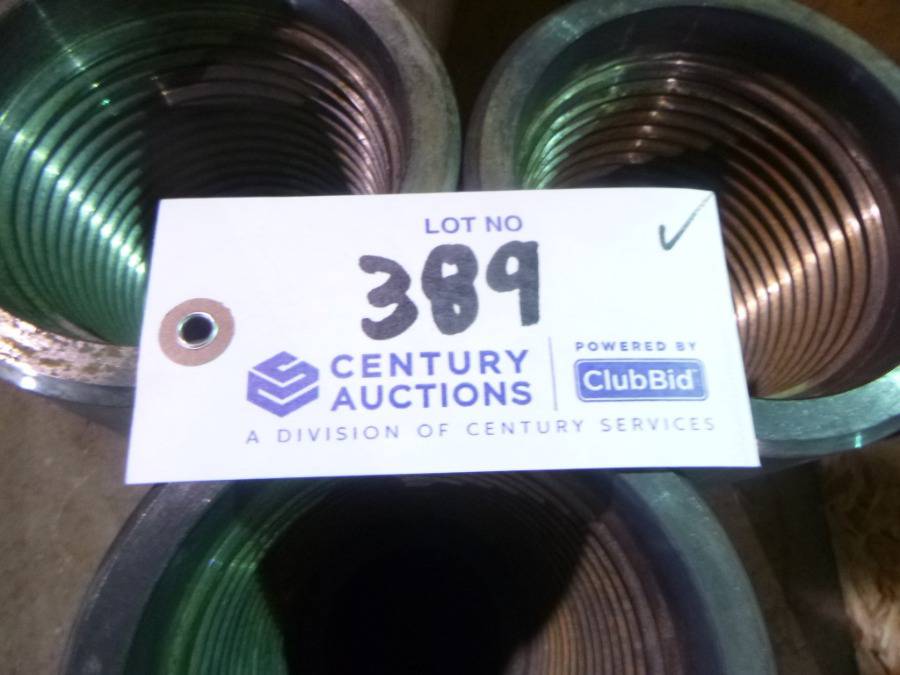 LOT NO
389
CENTURY
AUCTIONS
POWERED BY
ClubBid
A DIVISION OF CENTURY SERVICES